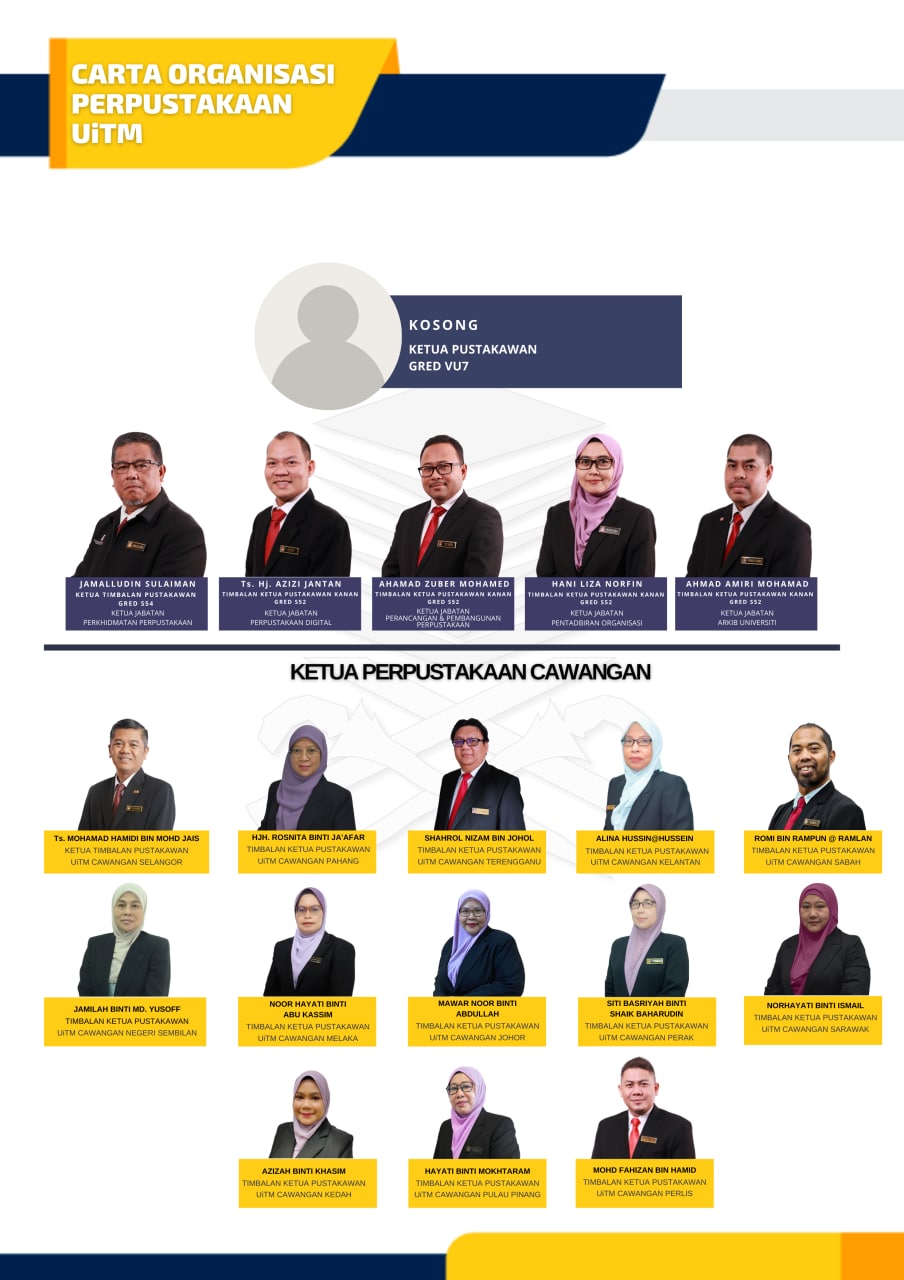 CARTA ORGANISASI
PERPUSTAKAAN
UiTM
KOSONG
KETUA PUSTAKAWAN
GRED VU7
JAMALLUDIN SULAIMAN
KETUA TIMBALAN PUSTAKAWAN
GRED S54
KETUA JABATAN
PERKHIDMATAN PERPUSTAKAAN
Ts. Hj. AZIZI JANTAN
TIMBALAN KETUA PUSTAKAWAN KANAN
GRED S52
KETUA JABATAN
PERPUSTAKAAN DIGITAL
AHAMAD ZUBER MOHAMED
TIMBALAN KETUA PUSTAKAWAN KANAN
GRED S52
KETUA JABATAN
PERANCANGAN & PEMBANGUNAN
PERPUSTAKAAN
HANI LIZA NORFIN
TIMBALAN KETUA PUSTAKAWAN KANAN
GRED S52
KETUA JABATAN
PENTADBIRAN ORGANISASI
AHMAD AMIRI MOHAMAD
TIMBALAN KETUA PUSTAKAWAN KANAN
GRED S52
KETUA JABATAN
ARKIB UNIVERSITI
KETUA PERPUSTAKAAN CAWANGAN
Ts. MOHAMAD HAMIDI BIN MOHD JAIS
KETUA TIMBALAN PUSTAKAWAN
UiTM CAWANGAN SELANGOR
HJH. ROSNITA BINTI JA'AFAR
TIMBALAN KETUA PUSTAKAWAN
UiTM CAWANGAN PAHANG
SHAHROL NIZAM BIN JOHOL
TIMBALAN KETUA PUSTAKAWAN
UiTM CAWANGAN TERENGGANU
ALINA HUSSIN@HUSSEIN
TIMBALAN KETUA PUSTAKAWAN
UiTM CAWANGAN KELANTAN
ROMI BIN RAMPUN @ RAMLAN
TIMBALAN KETUA PUSTAKAWAN
UiTM CAWANGAN SABAH
JAMILAH BINTI MD. YUSOFF
TIMBALAN KETUA PUSTAKAWAN
UiTM CAWANGAN NEGERI SEMBILAN
NOOR HAYATI BINTI
ABU KASSIM
TIMBALAN KETUA PUSTAKAWAN
UiTM CAWANGAN MELAKA
MAWAR NOOR BINTI
ABDULLAH
TIMBALAN KETUA PUSTAKAWAN
UiTM CAWANGAN JOHOR
SITI BASRIYAH BINTI
SHAIK BAHARUDIN
TIMBALAN KETUA PUSTAKAWAN
UiTM CAWANGAN PERAK
NORHAYATI BINTI ISMAIL
TIMBALAN KETUA PUSTAKAWAN
UiTM CAWANGAN SARAWAK
AZIZAH BINTI KHASIM
TIMBALAN KETUA PUSTAKAWAN
UiTM CAWANGAN KEDAH
HAYATI BINTI MOKHTARAM
TIMBALAN KETUA PUSTAKAWAN
UiTM CAWANGAN PULAU PINANG
MOHD FAHIZAN BIN HAMID
TIMBALAN KETUA PUSTAKAWAN
UiTM CAWANGAN PERLIS